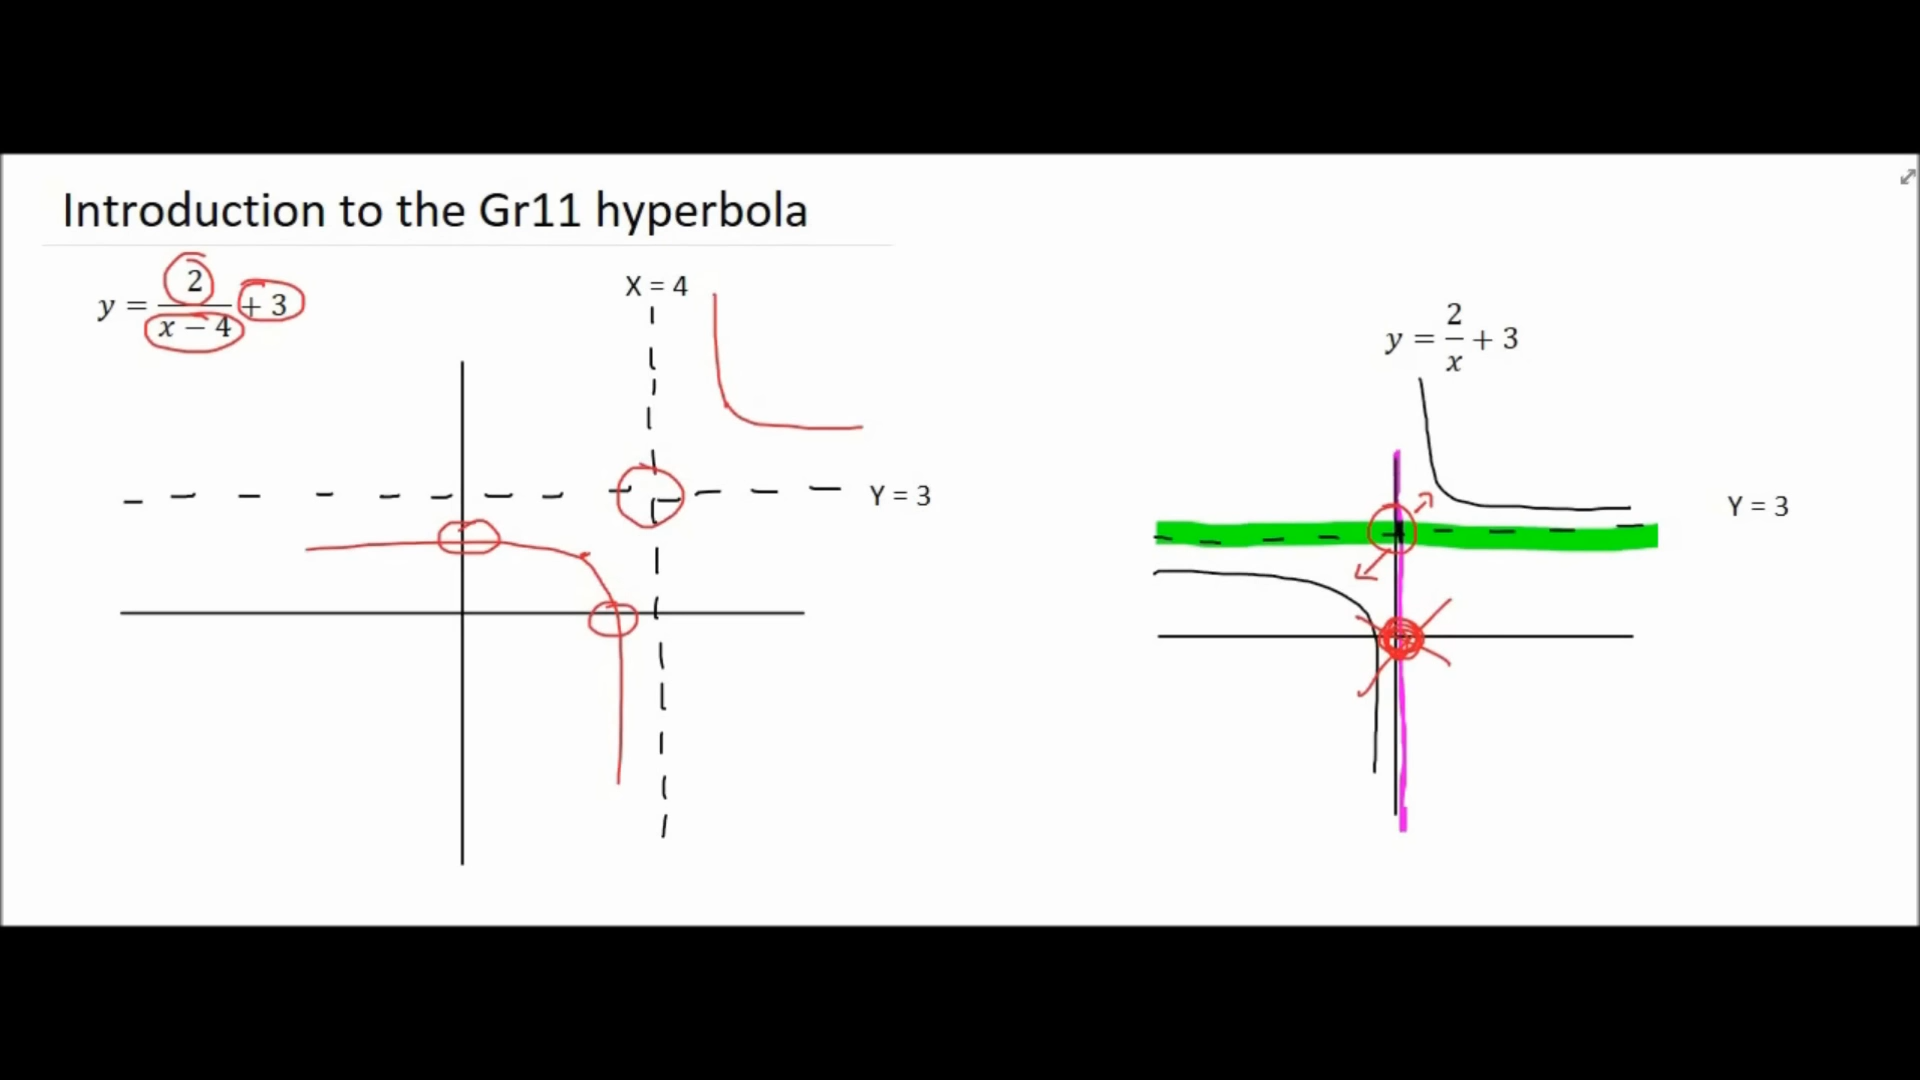 Introduction to the Gr11 hyperbola
y = 2/(x − 4) + 3
X = 4
Y = 3
y = 2/x + 3
Y = 3